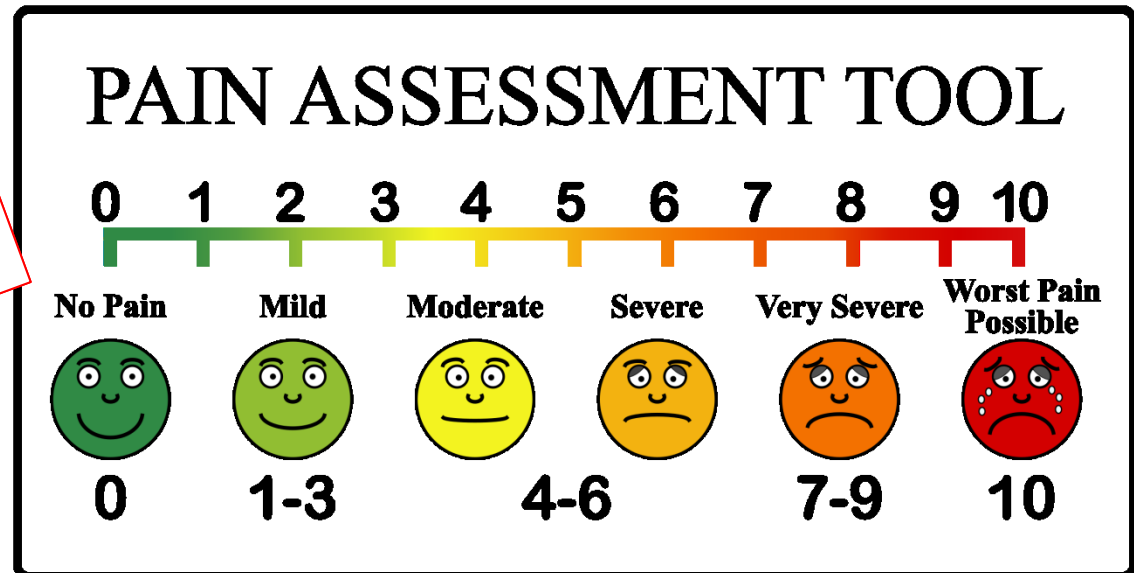 PAIN ASSESSMENT TOOL
0 1 2 3 4 5 6 7 8 9 10
No Pain Mild Moderate Severe Very Severe Worst Pain
Possible
0 1-3 4-6 7-9 10